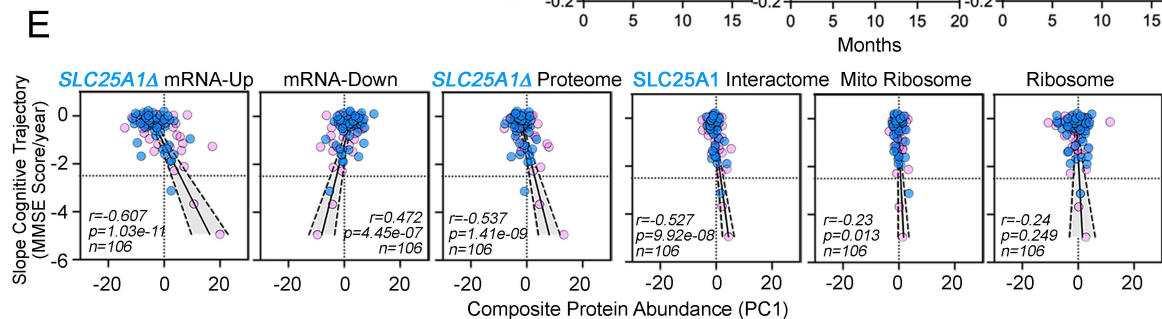 E
-0.2 -0.2 -0.2
0 5 10 15 0 5 10 15 20 0 5 10 15
Months
SLC25A1Δ mRNA-Up mRNA-Down SLC25A1Δ Proteome SLC25A1 Interactome Mito Ribosome Ribosome
Slope Cognitive Trajectory
(MMSE Score/year)
0
-2
-4
-6
r=-0.607
p=1.03e-11
n=106
r=0.472
p=4.45e-07
n=106
r=-0.537
p=1.41e-09
n=106
r=-0.527
p=9.92e-08
n=106
r=-0.23
p=0.013
n=106
r=-0.24
p=0.249
n=106
-20 0 20 -20 0 20 -20 0 20 -20 0 20 -20 0 20 -20 0 20
Composite Protein Abundance (PC1)